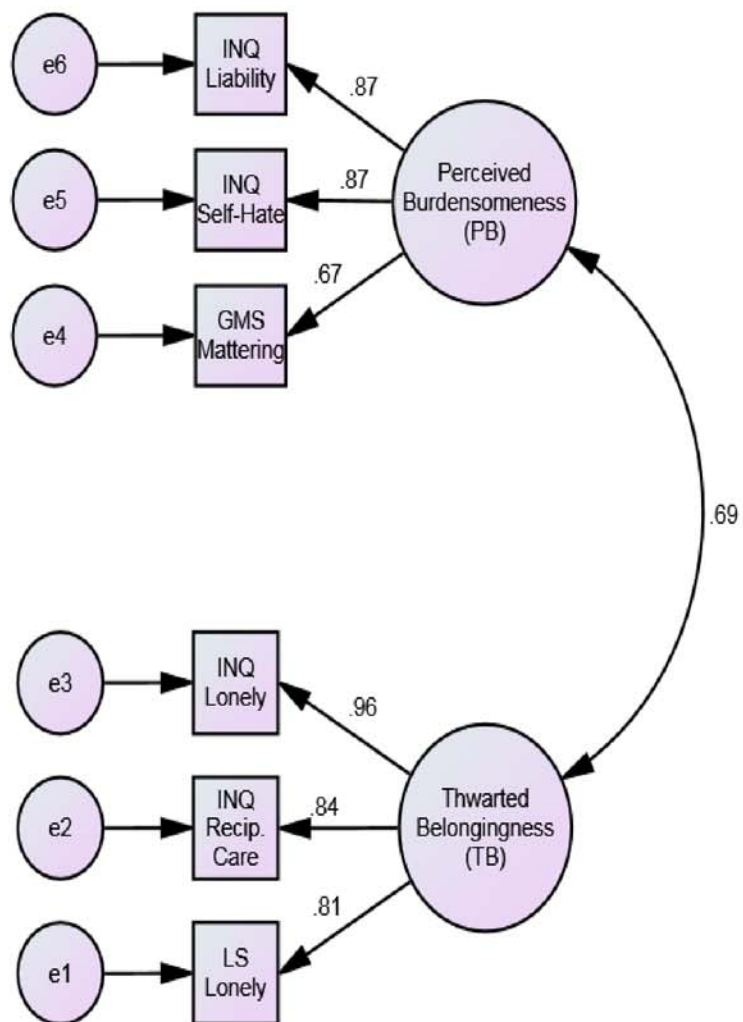 e6
INQ
Liability
.87
e5
INQ
Self-Hate
.87
Perceived
Burdensomeness
(PB)
e4
GMS
Mattering
.67
.69
e3
INQ
Lonely
.96
e2
INQ
Recip.
Care
.84
Thwarted
Belongingness
(TB)
e1
LS
Lonely
.81